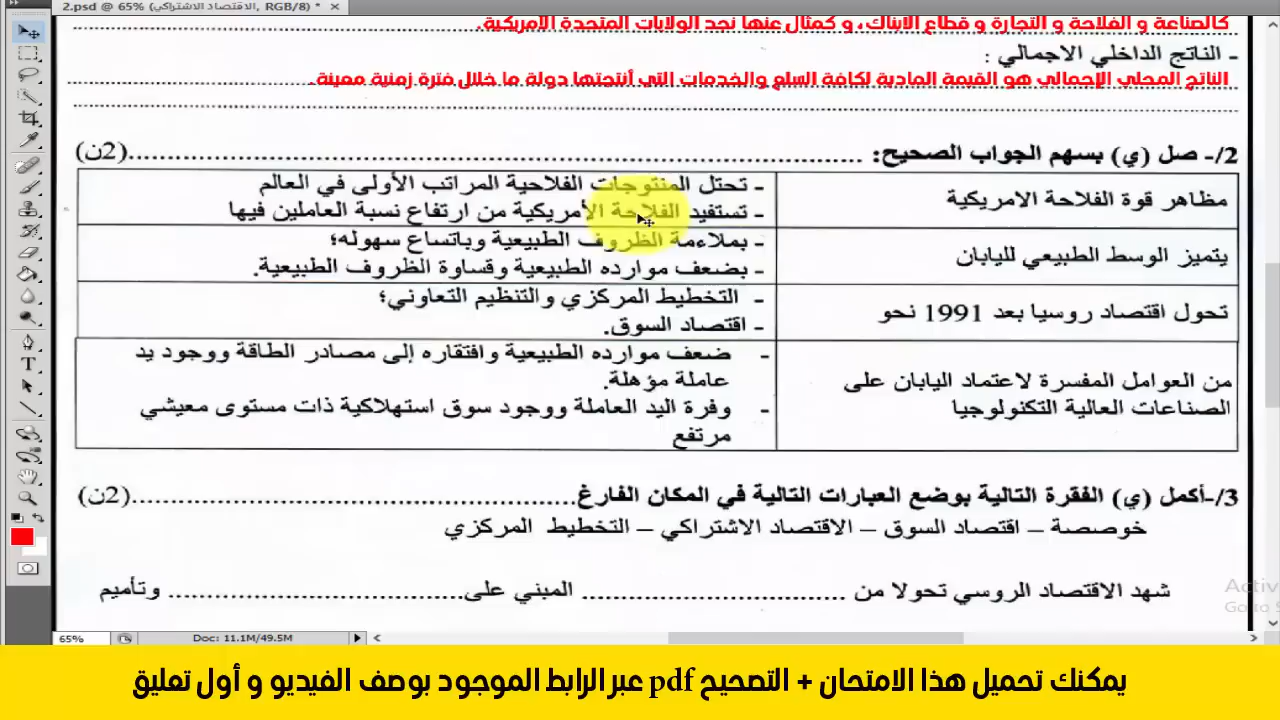 2.psd @ 65% (الاقتصاد الاشتراكي, RGB/8) *
كالصناعة و الفلاحة و التجارة و قطاع الابناك، و كمثال عنها نجد الولايات المتحدة الامريكية.
- الناتج الداخلي الاجمالي :
الناتج المحلي الإجمالي هو القيمة المادية لكافة السلع والخدمات التي أنتجتها دولة ما خلال فترة زمنية معينة.
2/- صل (ي) بسهم الجواب الصحيح:(2ن)
مظاهر قوة الفلاحة الامريكية
- تحتل المنتوجات الفلاحية المراتب الأولى في العالم
- تستفيد الفلاحة الأمريكية من ارتفاع نسبة العاملين فيها
يتميز الوسط الطبيعي لليابان
- بملاءمة الظروف الطبيعية وباتساع سهوله؛
- بضعف موارده الطبيعية وقساوة الظروف الطبيعية.
تحول اقتصاد روسيا بعد 1991 نحو
- التخطيط المركزي والتنظيم التعاوني؛
- اقتصاد السوق.
من العوامل المفسرة لاعتماد اليابان على
الصناعات العالية التكنولوجيا
- ضعف موارده الطبيعية وافتقاره إلى مصادر الطاقة ووجود يد
عاملة مؤهلة.
- وفرة اليد العاملة ووجود سوق استهلاكية ذات مستوى معيشي
مرتفع
3/-أكمل (ي) الفقرة التالية بوضع العبارات التالية في المكان الفارغ(2ن)
خوصصة – اقتصاد السوق – الاقتصاد الاشتراكي – التخطيط المركزي
شهد الاقتصاد الروسي تحولا من ................................ المبني على................................ وتأميم
65%
Doc: 11.1M/49.5M
يمكنك تحميل هذا الامتحان + التصحيح pdf عبر الرابط الموجود بوصف الفيديو و أول تعليق